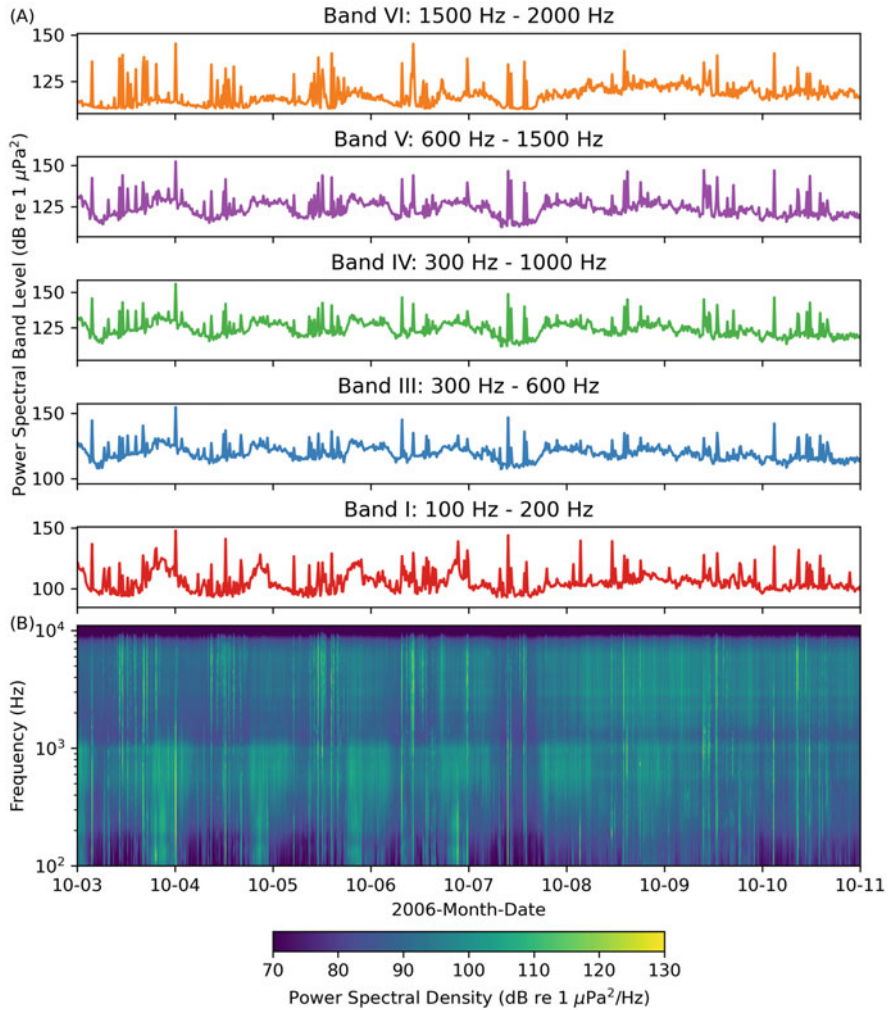 (A)
Band VI: 1500 Hz - 2000 Hz
150
125
Band V: 600 Hz - 1500 Hz
150
125
Band IV: 300 Hz - 1000 Hz
150
125
Band III: 300 Hz - 600 Hz
150
100
Band I: 100 Hz - 200 Hz
150
100
Power Spectral Band Level (dB re 1 μPa²)
(B)
10⁴
10³
10²
Frequency (Hz)
10-03 10-04 10-05 10-06 10-07 10-08 10-09 10-10 10-11
2006-Month-Date
70 80 90 100 110 120 130
Power Spectral Density (dB re 1 μPa²/Hz)